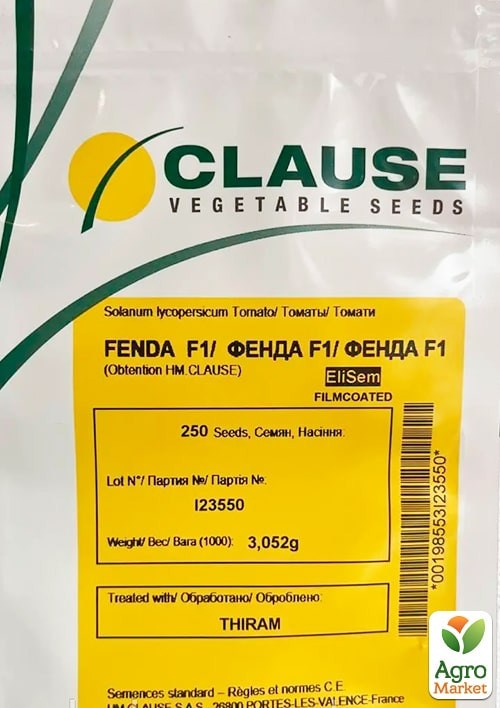 CLAUSE
VEGETABLE SEEDS
Solanum lycopersicum Tomato/ Томаты/ Томати
FENDA F1/ ФЕНДА F1/ ФЕНДА F1
(Obtention HM.CLAUSE)
EliSem
FILMCOATED
250 Seeds, Семян, Насіння:
Lot N°/ Партия №/ Партія №:
I23550
Weight/ Вес/ Вага (1000): 3,052g
*00198553I23550*
Treated with/ Обработано/ Оброблено:
THIRAM
Semences standard – Règles et normes C.E.
HM.CLAUSE S.A.S. 26800 PORTES-LES-VALENCE-France
Agro
Market